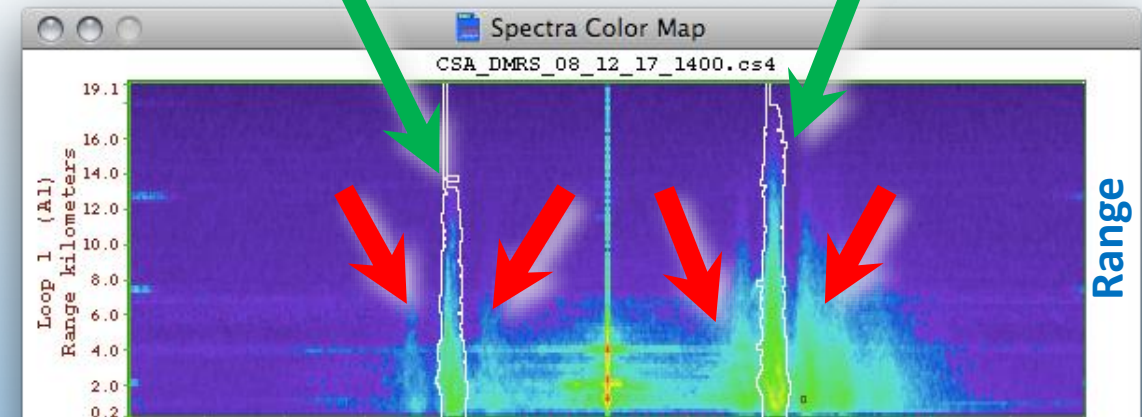 Spectra Color Map
CSA_DMRS_08_12_17_1400.cs4
Loop 1 (A1)
Range kilometers
19.1
16.0
14.0
12.0
10.0
8.0
6.0
4.0
2.0
0.2
Range